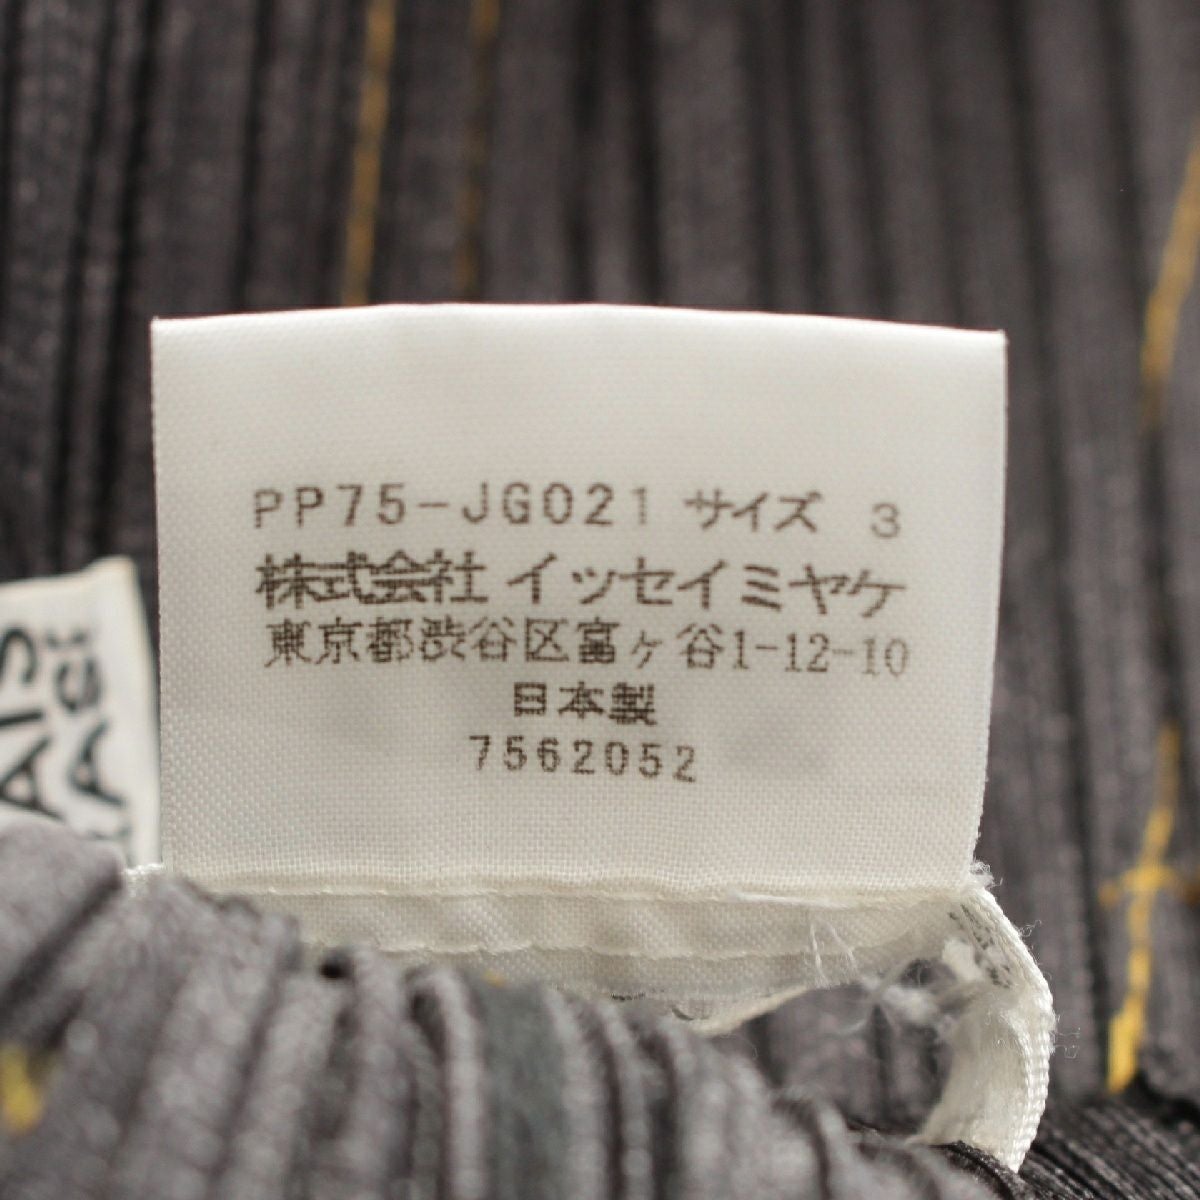 PP75-JG021 サイズ 3
株式会社 イッセイミヤケ
東京都渋谷区富ヶ谷1-12-10
日本製
7562052